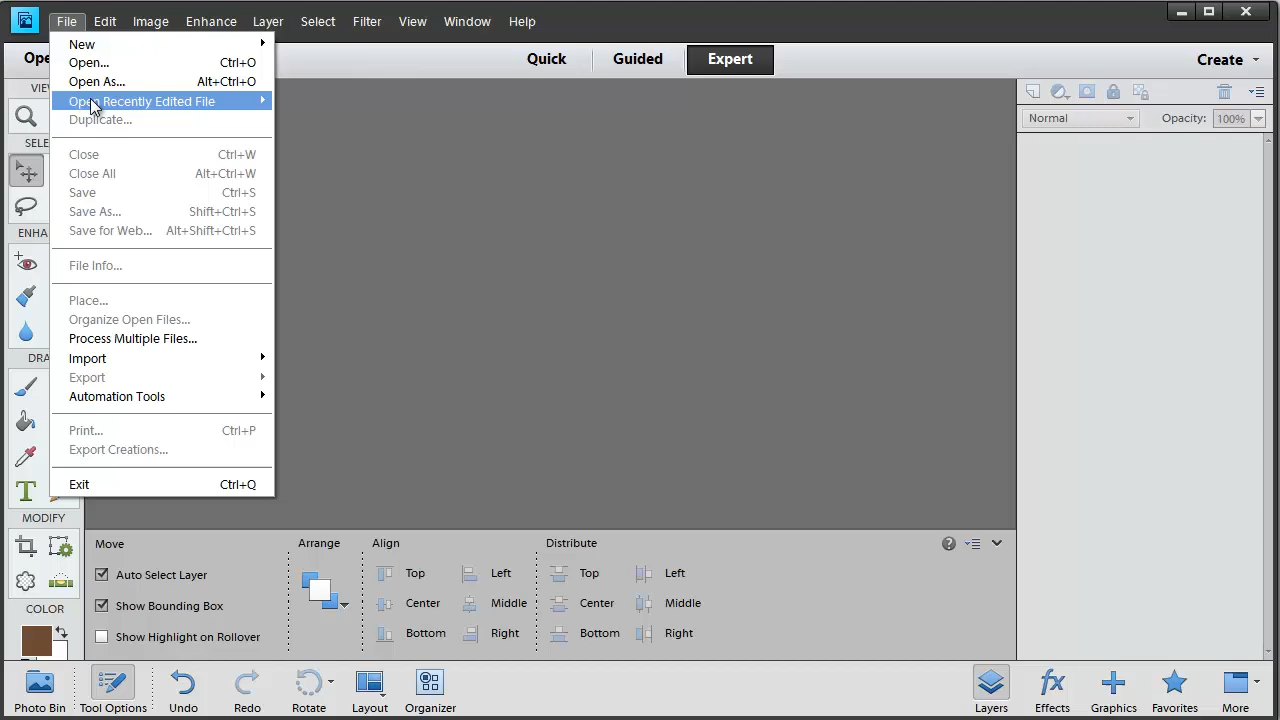 File Edit Image Enhance Layer Select Filter View Window Help
Quick Guided Expert Create
New
Open... Ctrl+O
Open As... Alt+Ctrl+O
Open Recently Edited File
Duplicate...
Close Ctrl+W
Close All Alt+Ctrl+W
Save Ctrl+S
Save As... Shift+Ctrl+S
Save for Web... Alt+Shift+Ctrl+S
File Info...
Place...
Organize Open Files...
Process Multiple Files...
Import
Export
Automation Tools
Print... Ctrl+P
Export Creations...
Exit Ctrl+Q
MODIFY
COLOR
Normal Opacity: 100%
Move Arrange Align Distribute
Auto Select Layer Top Left Top Left
Show Bounding Box Center Middle Center Middle
Show Highlight on Rollover Bottom Right Bottom Right
Photo Bin Tool Options Undo Redo Rotate Layout Organizer Layers Effects Graphics Favorites More